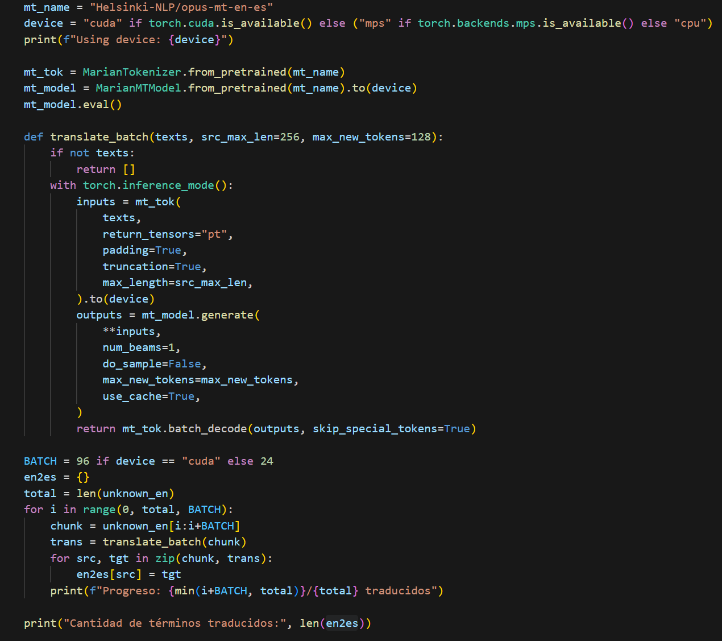 mt_name = "Helsinki-NLP/opus-mt-en-es"
device = "cuda" if torch.cuda.is_available() else ("mps" if torch.backends.mps.is_available() else "cpu")
print(f"Using device: {device}")

mt_tok = MarianTokenizer.from_pretrained(mt_name)
mt_model = MarianMTModel.from_pretrained(mt_name).to(device)
mt_model.eval()

def translate_batch(texts, src_max_len=256, max_new_tokens=128):
    if not texts:
        return []
    with torch.inference_mode():
        inputs = mt_tok(
            texts,
            return_tensors="pt",
            padding=True,
            truncation=True,
            max_length=src_max_len,
        ).to(device)
        outputs = mt_model.generate(
            **inputs,
            num_beams=1,
            do_sample=False,
            max_new_tokens=max_new_tokens,
            use_cache=True,
        )
        return mt_tok.batch_decode(outputs, skip_special_tokens=True)

BATCH = 96 if device == "cuda" else 24
en2es = {}
total = len(unknown_en)
for i in range(0, total, BATCH):
    chunk = unknown_en[i:i+BATCH]
    trans = translate_batch(chunk)
    for src, tgt in zip(chunk, trans):
        en2es[src] = tgt
    print(f"Progreso: {min(i+BATCH, total)}/{total} traducidos")

print("Cantidad de términos traducidos:", len(en2es))